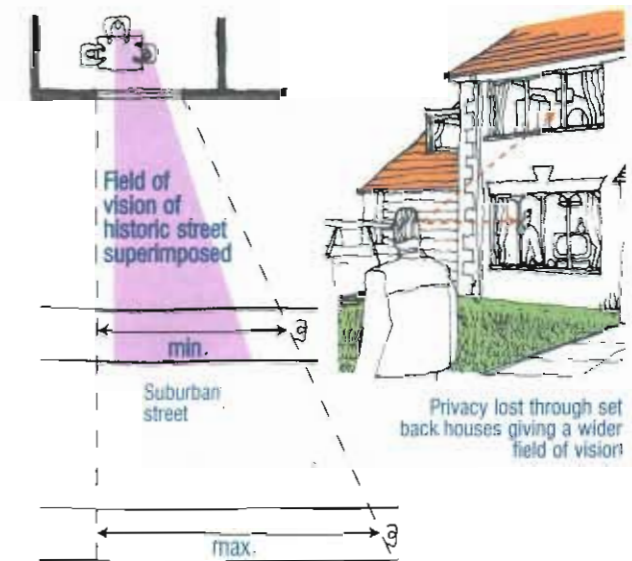 Field of
vision of
historic street
superimposed
min.
Suburban
street
max.
Privacy lost through set
back houses giving a wider
field of vision